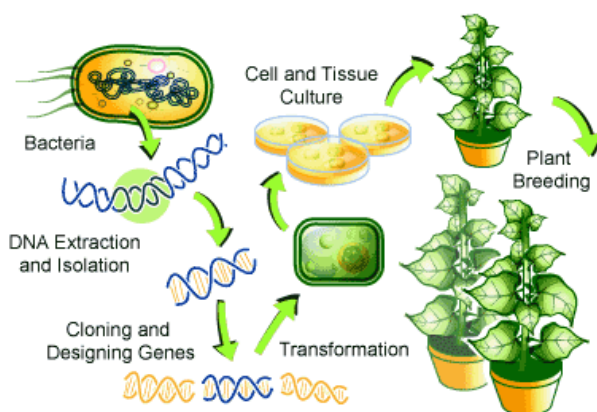 Bacteria
DNA Extraction
and Isolation
Cloning and
Designing Genes
Transformation
Cell and Tissue
Culture
Plant
Breeding